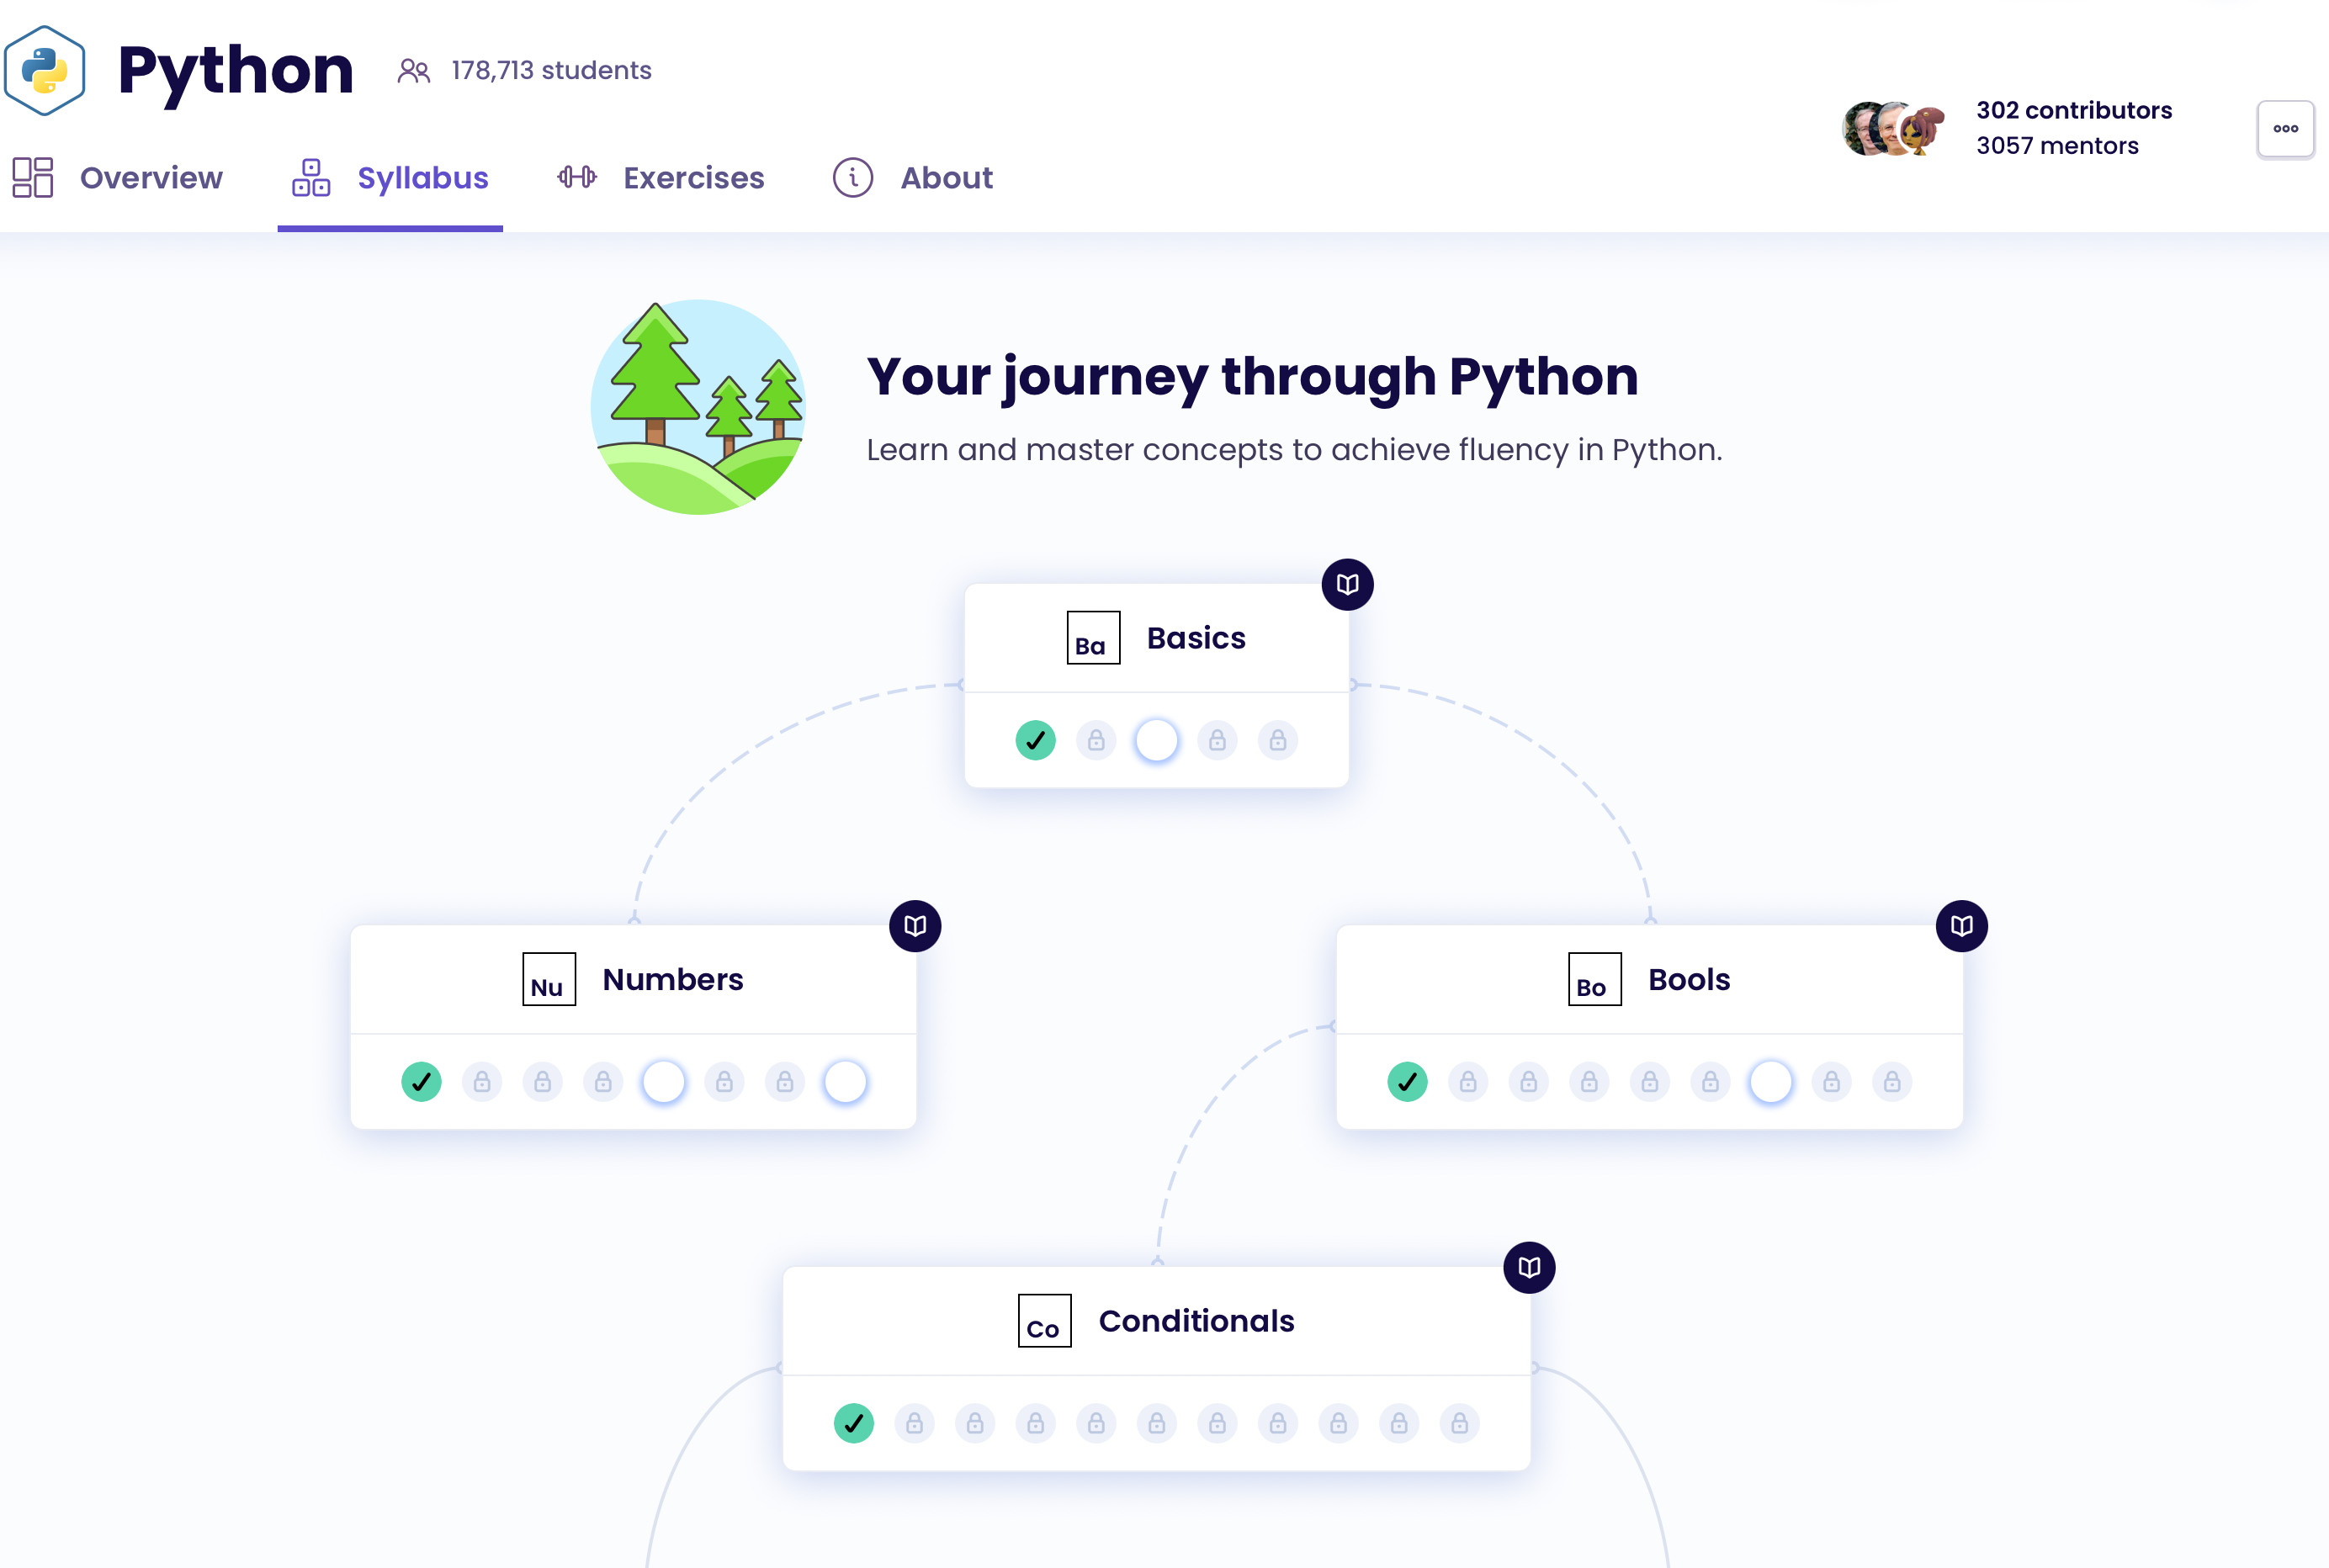 Python
178,713 students
302 contributors
3057 mentors
Overview
Syllabus
Exercises
About
Your journey through Python
Learn and master concepts to achieve fluency in Python.
Ba
Basics
Nu
Numbers
Bo
Bools
Co
Conditionals